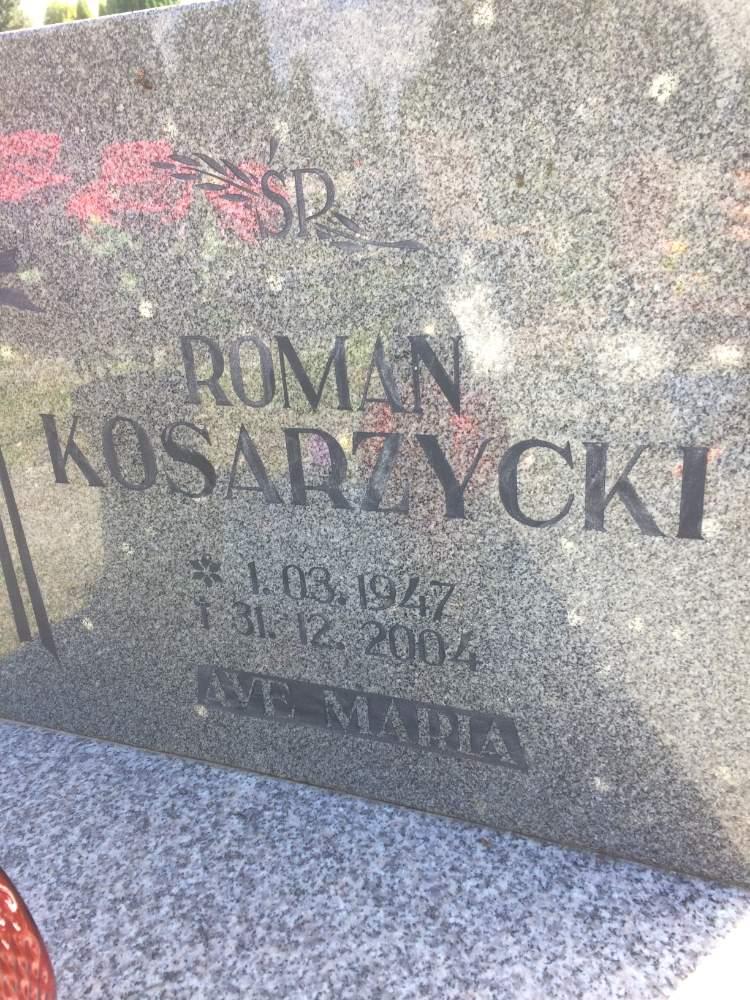 ŚP.
ROMAN
KOSARZYCKI
* 1.03.1947
† 31.12.2004
AVE MARIA